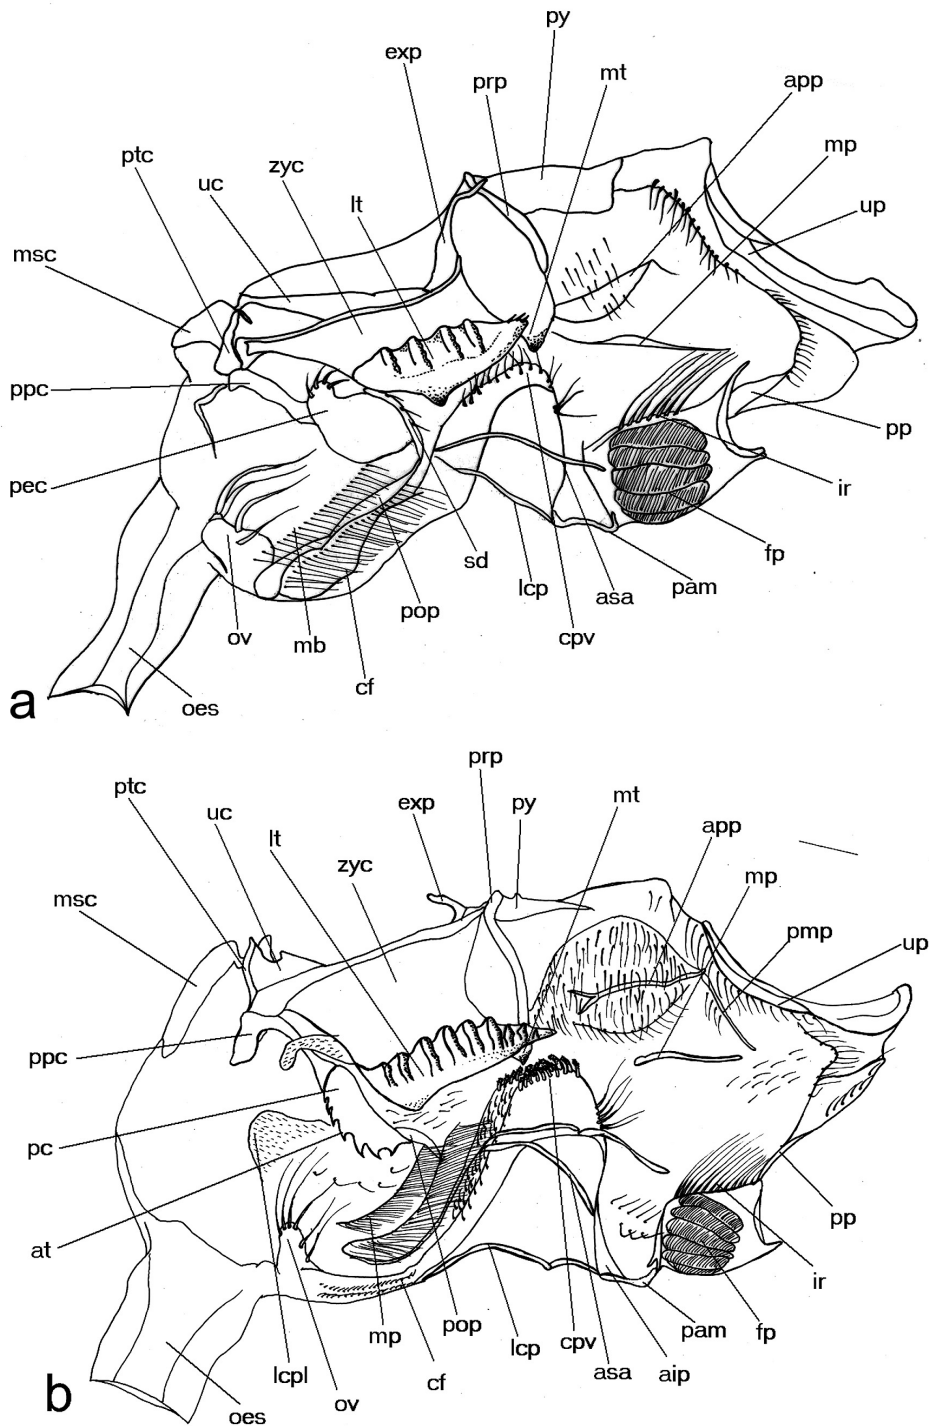 py
exp
mt
prp
app
ptc
mp
zyc
uc
lt
up
msc
ppc
pp
pec
ir
fp
sd
lcp
asa
pam
pop
ov
mb
cpv
cf
a
oes
prp
ptc
exp
py
mt
uc
lt
app
zyc
mp
msc
pmp
up
ppc
pc
pp
at
ir
pam
fp
mp
pop
lcp
cpv
asa
aip
lcpl
cf
ov
b
oes